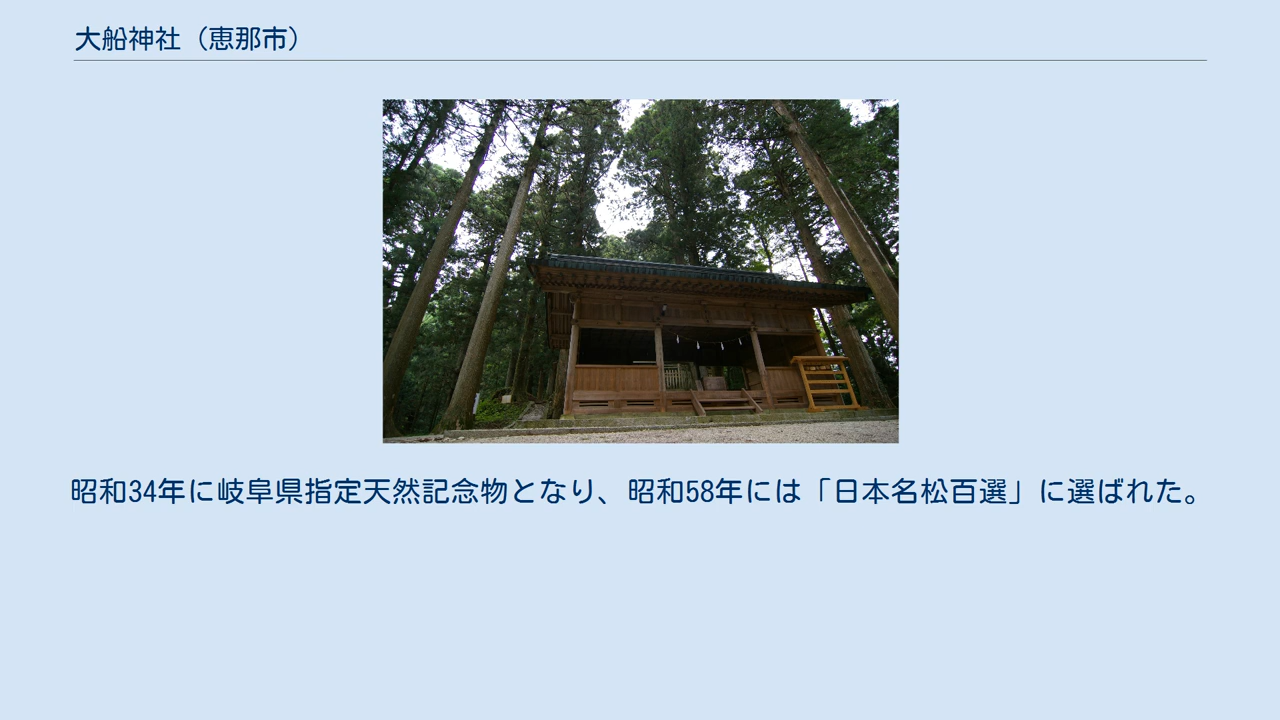 大船神社（恵那市）
昭和34年に岐阜県指定天然記念物となり、昭和58年には「日本名松百選」に選ばれた。